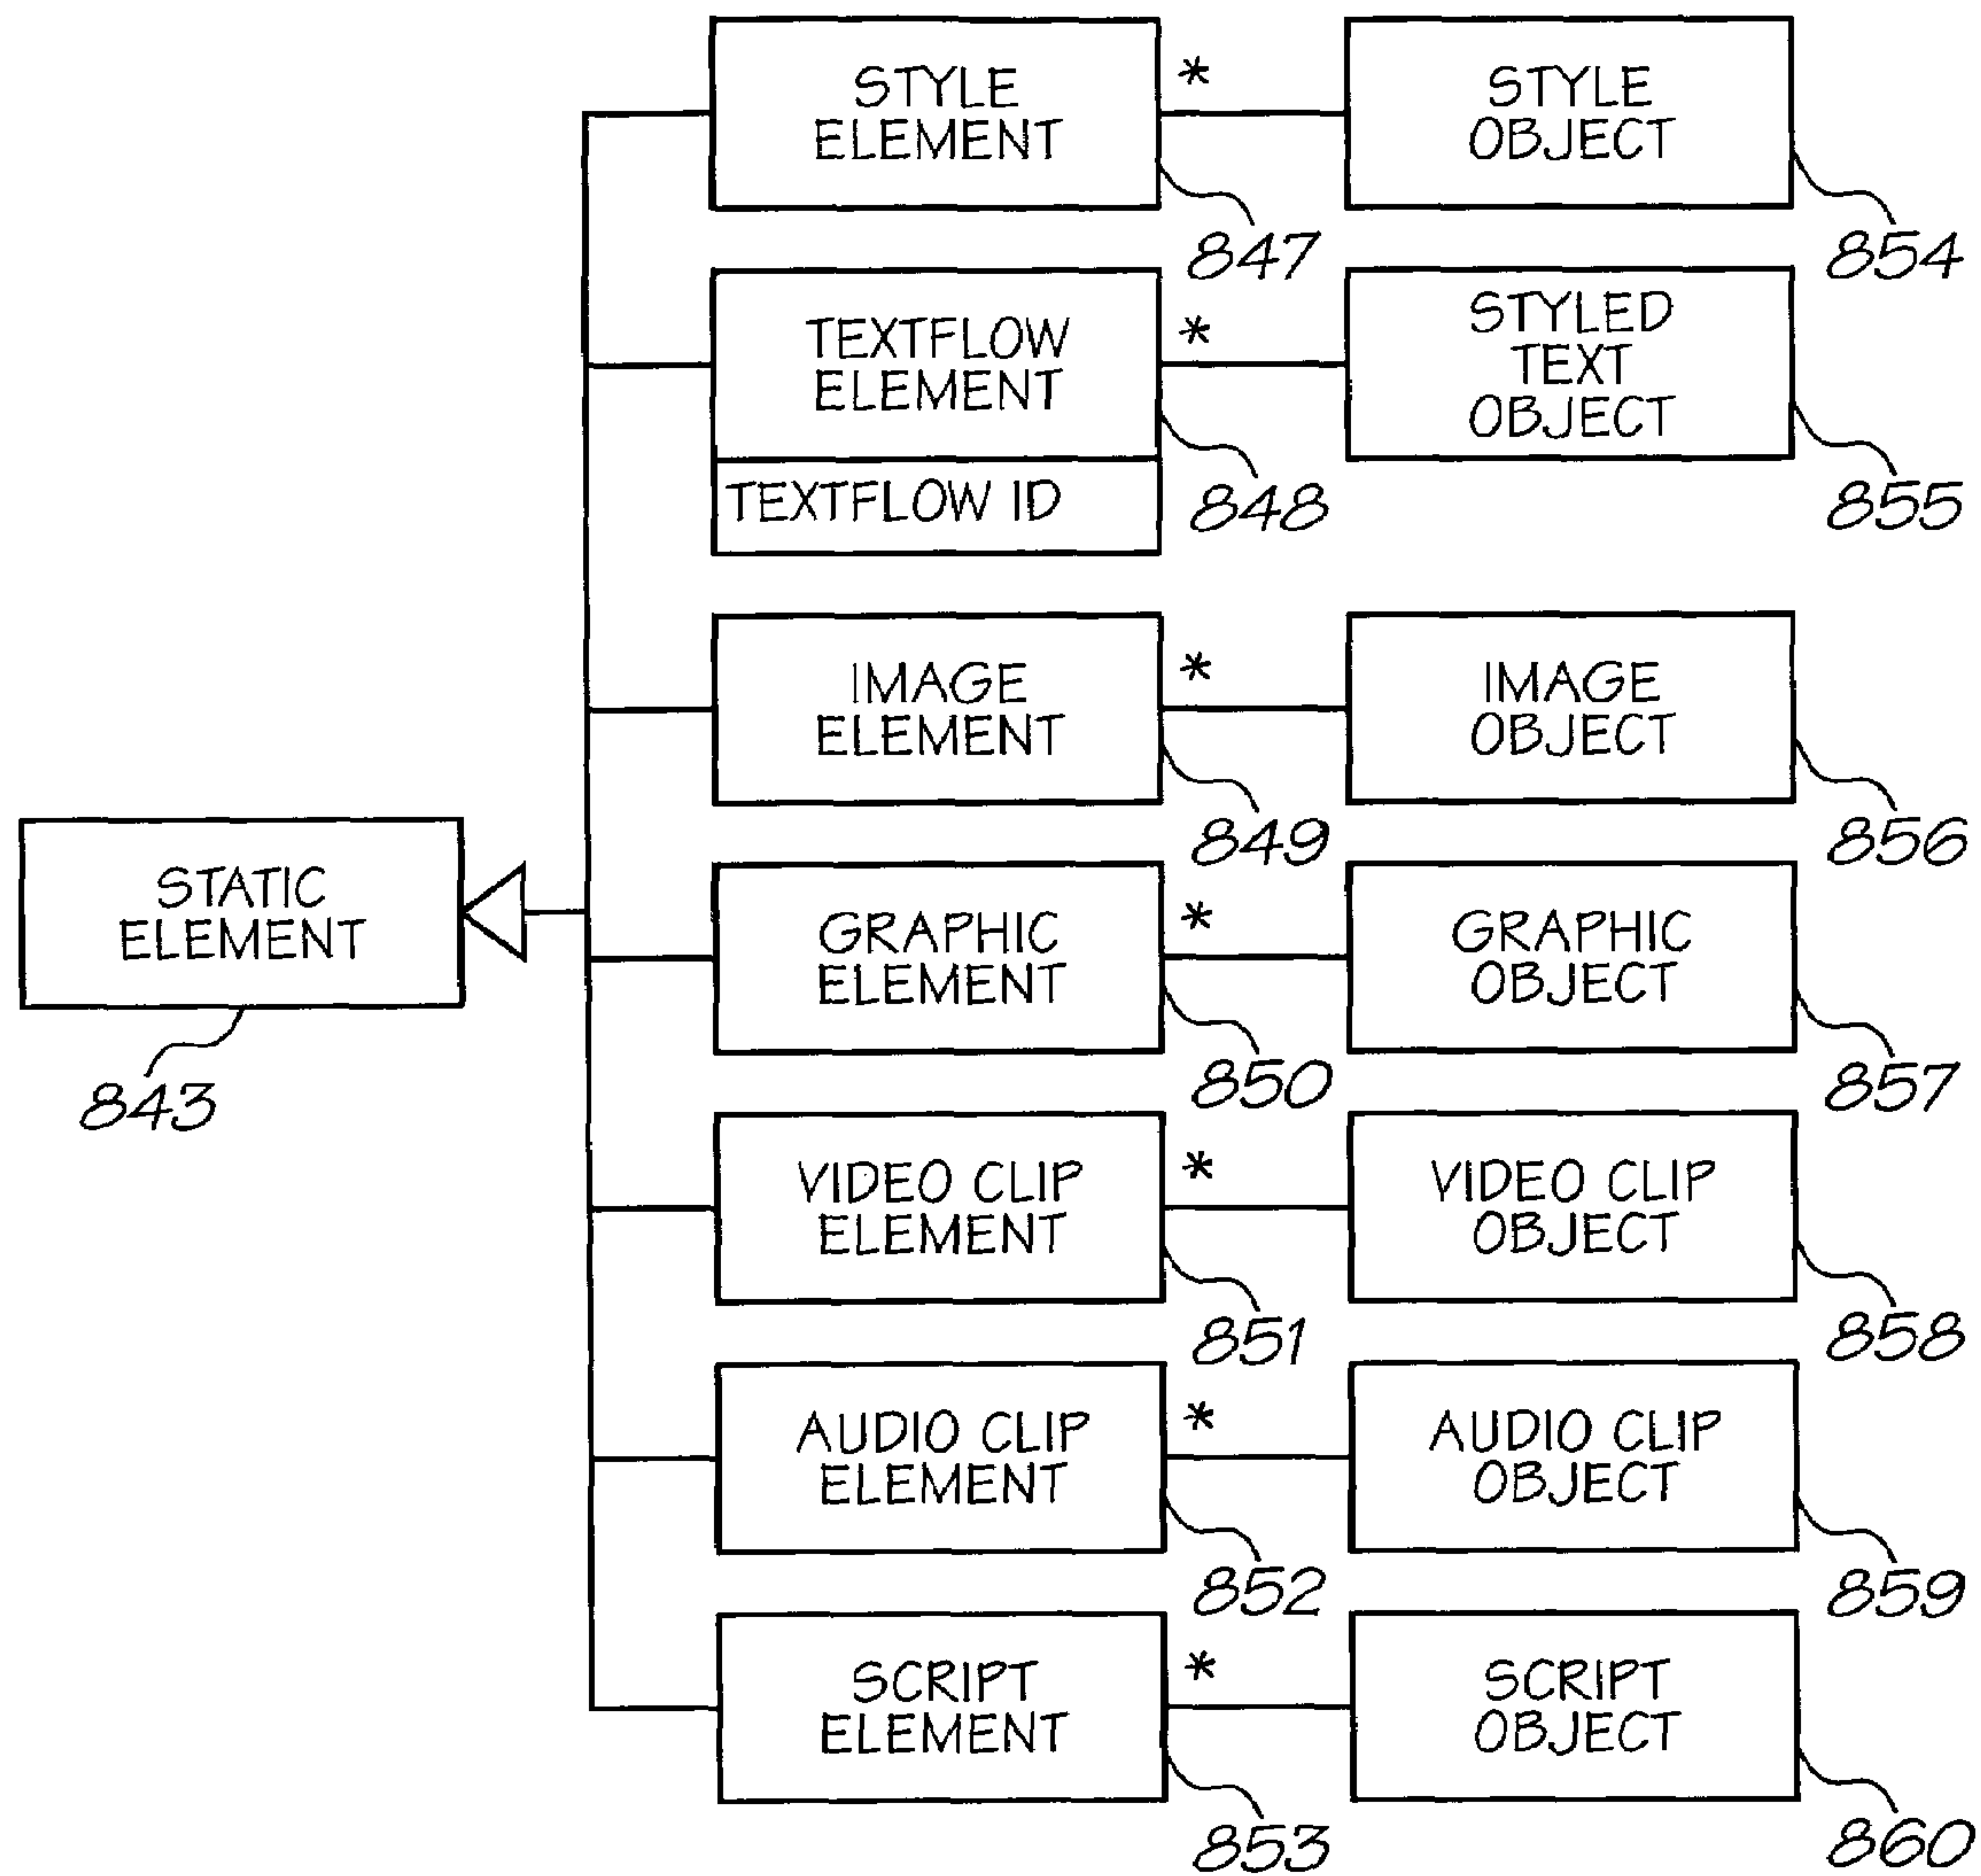 STYLE
ELEMENT
*
STYLE
OBJECT
847
854
TEXTFLOW
ELEMENT
*
STYLED
TEXT
OBJECT
TEXTFLOW ID
848
855
IMAGE
ELEMENT
*
IMAGE
OBJECT
849
856
STATIC
ELEMENT
843
GRAPHIC
ELEMENT
*
GRAPHIC
OBJECT
850
857
VIDEO CLIP
ELEMENT
*
VIDEO CLIP
OBJECT
851
858
AUDIO CLIP
ELEMENT
*
AUDIO CLIP
OBJECT
852
859
SCRIPT
ELEMENT
*
SCRIPT
OBJECT
853
860